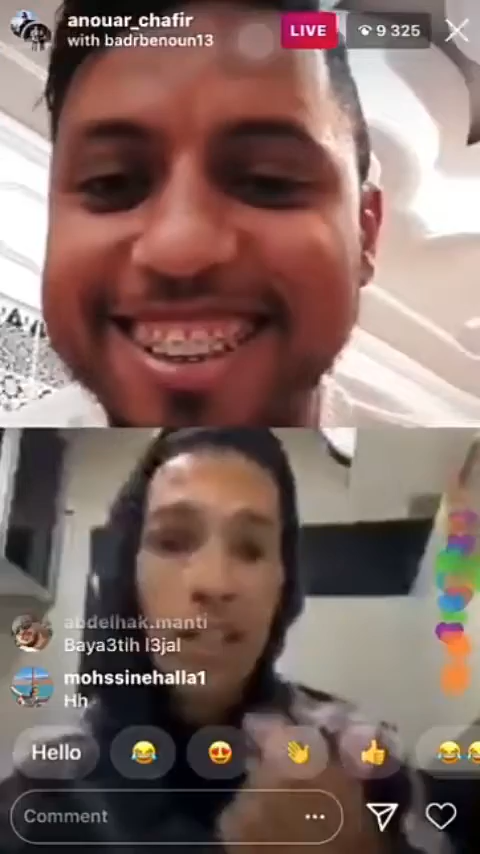 anouar_chafir
with badrbenoun13
LIVE
9 325
abdelhak.manti
Baya3tih l3jal
mohssinehalla1
Hh
Hello
Comment